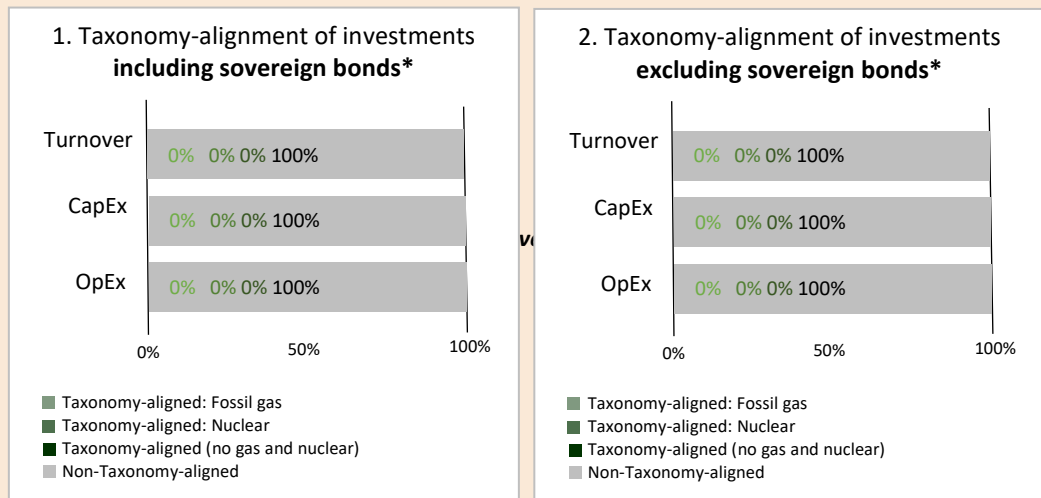 1. Taxonomy-alignment of investments
including sovereign bonds*
Turnover
0% 0% 0% 100%
CapEx
0% 0% 0% 100%
OpEx
0% 0% 0% 100%
0% 50% 100%
Taxonomy-aligned: Fossil gas
Taxonomy-aligned: Nuclear
Taxonomy-aligned (no gas and nuclear)
Non-Taxonomy-aligned
2. Taxonomy-alignment of investments
excluding sovereign bonds*
Turnover
0% 0% 0% 100%
CapEx
0% 0% 0% 100%
OpEx
0% 0% 0% 100%
0% 50% 100%
Taxonomy-aligned: Fossil gas
Taxonomy-aligned: Nuclear
Taxonomy-aligned (no gas and nuclear)
Non-Taxonomy-aligned